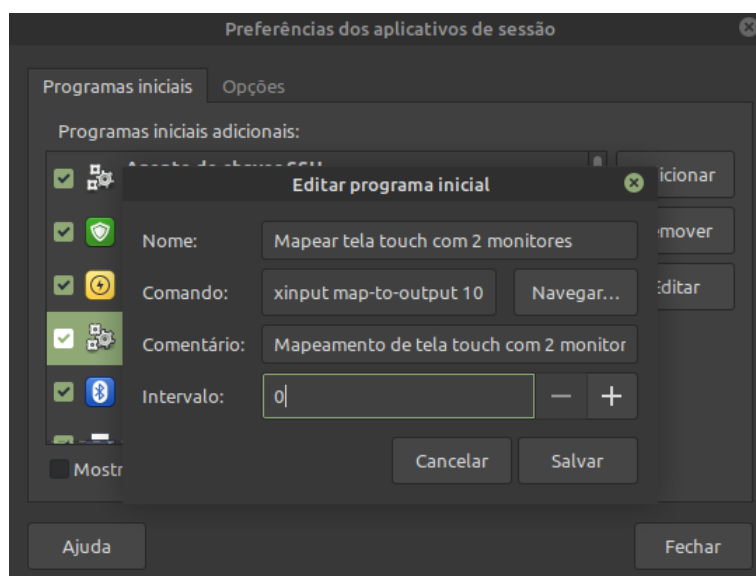 Preferências dos aplicativos de sessão
Programas iniciais Opções
Programas iniciais adicionais:
Editar programa inicial
Nome: Mapear tela touch com 2 monitores
Comando: xinput map-to-output 10 Navegar...
Comentário: Mapeamento de tela touch com 2 monitor
Intervalo: 0
Cancelar Salvar
icionar
mover
Editar
Mostr
Ajuda Fechar